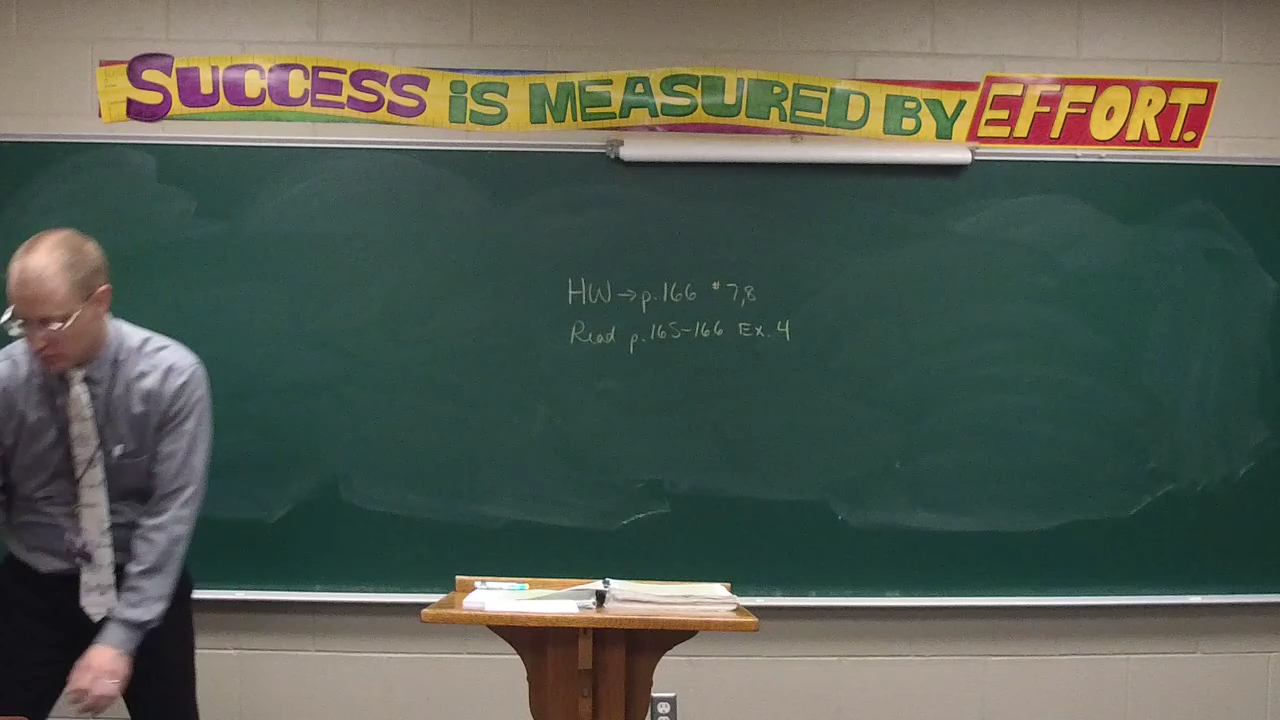 SUCCESS iS MEASURED BY EFFORT.
HW → p.166 # 7,8
Read p.165-166 Ex. 4